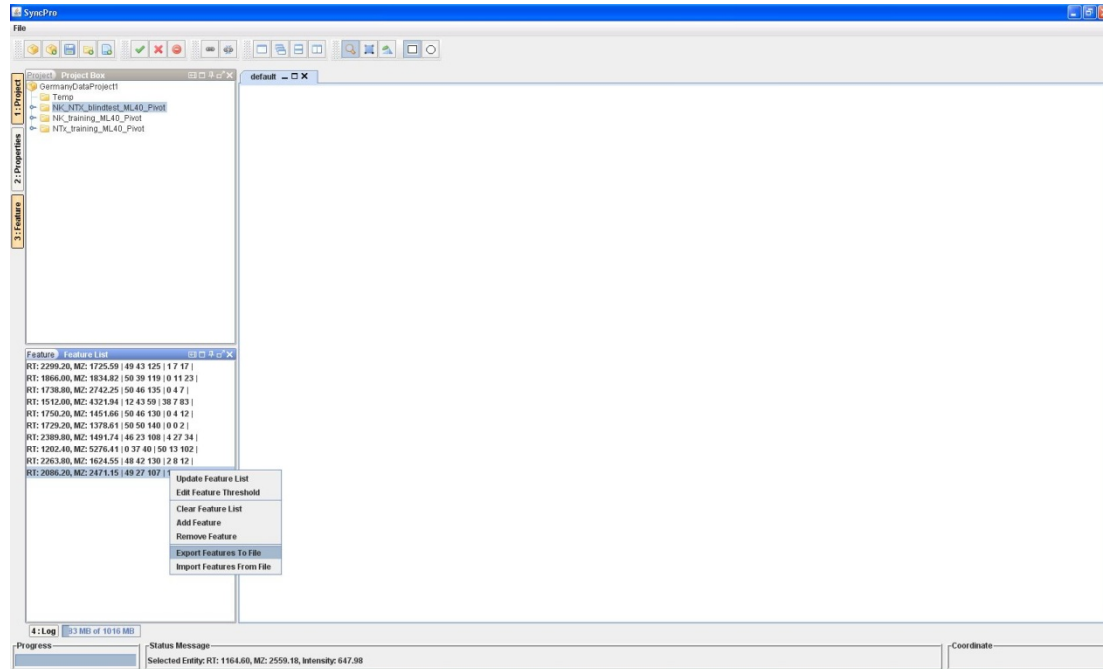 SyncPro
File
1 : Project
2 : Properties
3 : Feature
Project Project Box
GermanyDataProject1
Temp
NK_NTX_blindtest_ML40_Pivot
NK_training_ML40_Pivot
NTx_training_ML40_Pivot
default
Feature Feature List
RT: 2299.20, MZ: 1725.59 | 49 43 125 | 1 7 17 |
RT: 1866.00, MZ: 1834.82 | 50 39 119 | 0 11 23 |
RT: 1738.80, MZ: 2742.25 | 50 46 135 | 0 4 7 |
RT: 1512.00, MZ: 4321.94 | 12 43 59 | 38 7 83 |
RT: 1750.20, MZ: 1451.66 | 50 46 130 | 0 4 12 |
RT: 1729.20, MZ: 1378.61 | 50 50 140 | 0 0 2 |
RT: 2389.80, MZ: 1491.74 | 46 23 108 | 4 27 34 |
RT: 1202.40, MZ: 5276.41 | 0 37 40 | 50 13 102 |
RT: 2263.80, MZ: 1624.55 | 48 42 130 | 2 8 12 |
RT: 2086.20, MZ: 2471.15 | 49 27 107 |
Update Feature List
Edit Feature Threshold
Clear Feature List
Add Feature
Remove Feature
Export Features To File
Import Features From File
4 : Log
MB of 1016 MB
Progress
Status Message
Selected Entity: RT: 1164.60, MZ: 2559.18, Intensity: 647.98
Coordinate